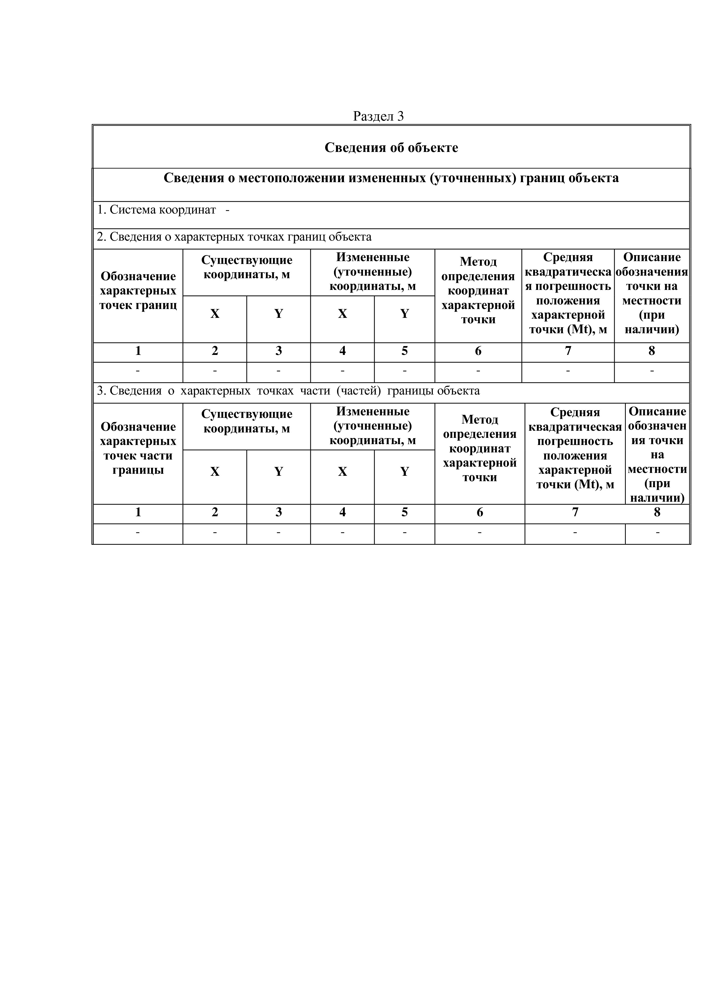 Раздел 3
Сведения об объекте
Сведения о местоположении измененных (уточненных) границ объекта
1. Система координат -
2. Сведения о характерных точках границ объекта
Обозначение
характерных
точек границ
Существующие
координаты, м
X Y
Измененные
(уточненные)
координаты, м
X Y
Метод
определения
координат
характерной
точки
Средняя
квадратическа
я погрешность
положения
характерной
точки (Mt), м
Описание
обозначения
точки на
местности
(при
наличии)
1 2 3 4 5 6 7 8
- - - - - - - -
3. Сведения о характерных точках части (частей) границы объекта
Обозначение
характерных
точек части
границы
Существующие
координаты, м
X Y
Измененные
(уточненные)
координаты, м
X Y
Метод
определения
координат
характерной
точки
Средняя
квадратическая
погрешность
положения
характерной
точки (Mt), м
Описание
обозначен
ия точки
на
местности
(при
наличии)
1 2 3 4 5 6 7 8
- - - - - - - -